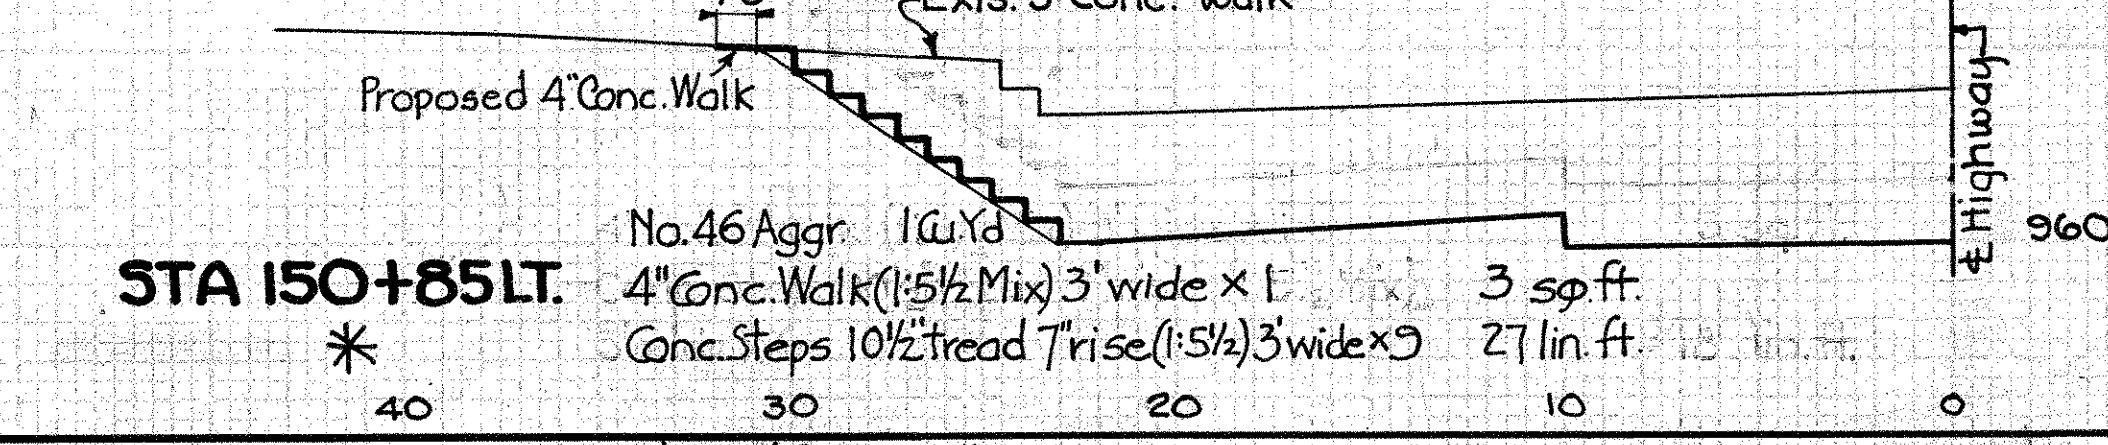 Exis. 3' Conc. Walk
Proposed 4" Conc. Walk
℄ Highway
960
No. 46 Aggr. 1 Cu Yd
STA 150+85 LT.
4" Conc. Walk (1:5½ Mix) 3' wide x 1 3 sq. ft.
*
Conc. Steps 10½" tread 7" rise (1:5½) 3' wide x 9 27 lin. ft.
40 30 20 10 0